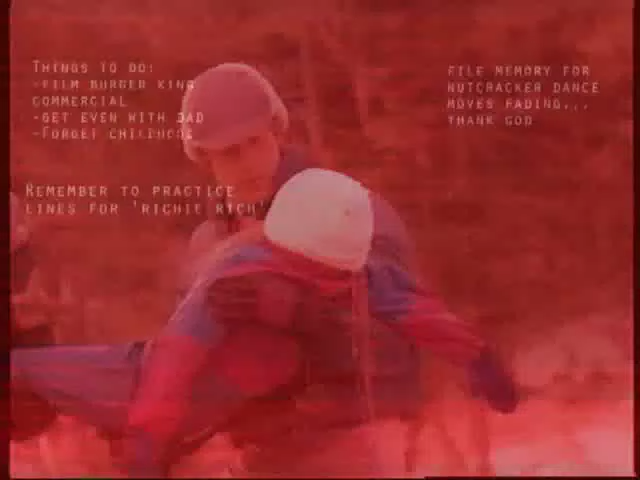 THINGS TO DO:
-FILM BURGER KING
COMMERCIAL
-GET EVEN WITH DAD
-FORGET CHILDHOOD
REMEMBER TO PRACTICE
LINES FOR 'RICHIE RICH'
FILE MEMORY FOR
NUTCRACKER DANCE
MOVES FADING...
THANK GOD